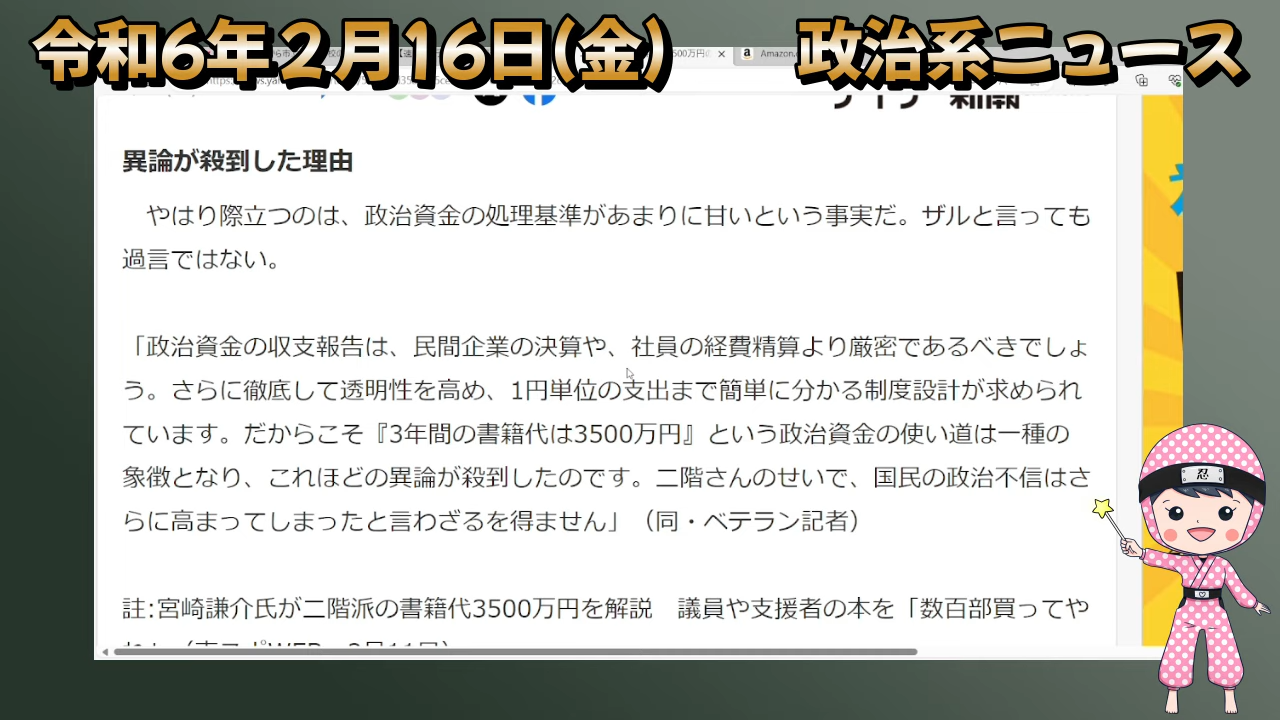 令和6年２月16日(金)　政治系ニュース
500万円の × Amazon.
異論が殺到した理由
やはり際立つのは、政治資金の処理基準があまりに甘いという事実だ。ザルと言っても
過言ではない。
「政治資金の収支報告は、民間企業の決算や、社員の経費精算より厳密であるべきでしょ
う。さらに徹底して透明性を高め、1円単位の支出まで簡単に分かる制度設計が求められ
ています。だからこそ『3年間の書籍代は3500万円』という政治資金の使い道は一種の
象徴となり、これほどの異論が殺到したのです。二階さんのせいで、国民の政治不信はさ
らに高まってしまったと言わざるを得ません」（同・ベテラン記者）
註:宮崎謙介氏が二階派の書籍代3500万円を解説　議員や支援者の本を「数百部買ってや
忍